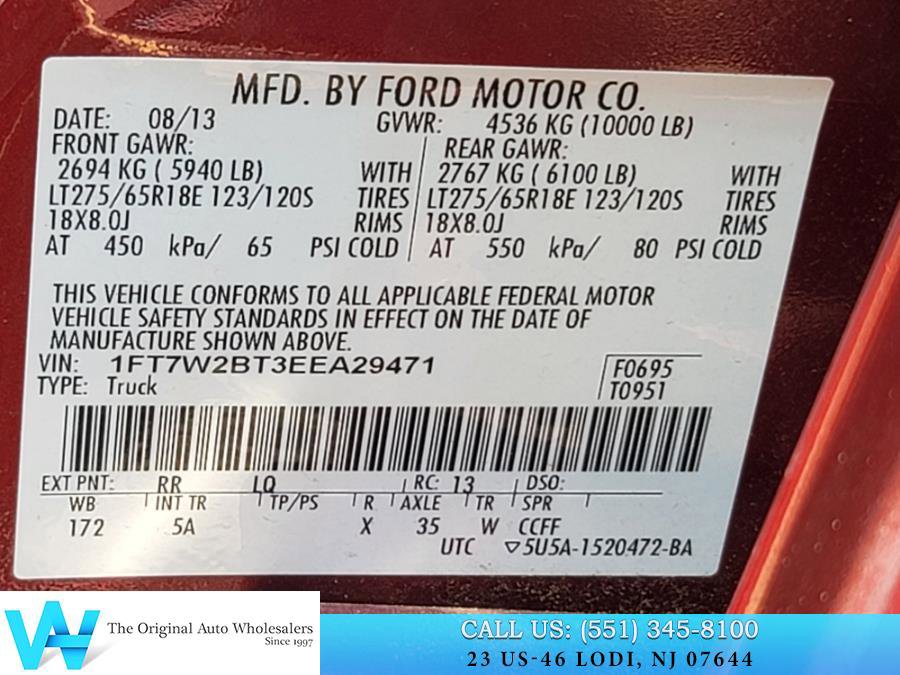 MFD. BY FORD MOTOR CO.
DATE: 08/13 GVWR: 4536 KG (10000 LB)
FRONT GAWR: REAR GAWR:
2694 KG ( 5940 LB) WITH 2767 KG ( 6100 LB) WITH
LT275/65R18E 123/120S TIRES LT275/65R18E 123/120S TIRES
18X8.0J RIMS 18X8.0J RIMS
AT 450 kPa/ 65 PSI COLD AT 550 kPa/ 80 PSI COLD
THIS VEHICLE CONFORMS TO ALL APPLICABLE FEDERAL MOTOR
VEHICLE SAFETY STANDARDS IN EFFECT ON THE DATE OF
MANUFACTURE SHOWN ABOVE.
VIN: 1FT7W2BT3EEA29471 F0695
TYPE: Truck T0951
EXT PNT: RR LQ RC: 13 DSO:
WB INT TR TP/PS R AXLE TR SPR
172 5A X 35 W CCFF
UTC ▽5U5A-1520472-BA
The Original Auto Wholesalers
Since 1997
CALL US: (551) 345-8100
23 US-46 LODI, NJ 07644